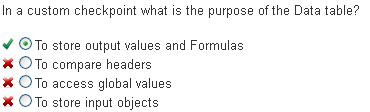 In a custom checkpoint what is the purpose of the Data table?
To store output values and Formulas
To compare headers
To access global values
To store input objects